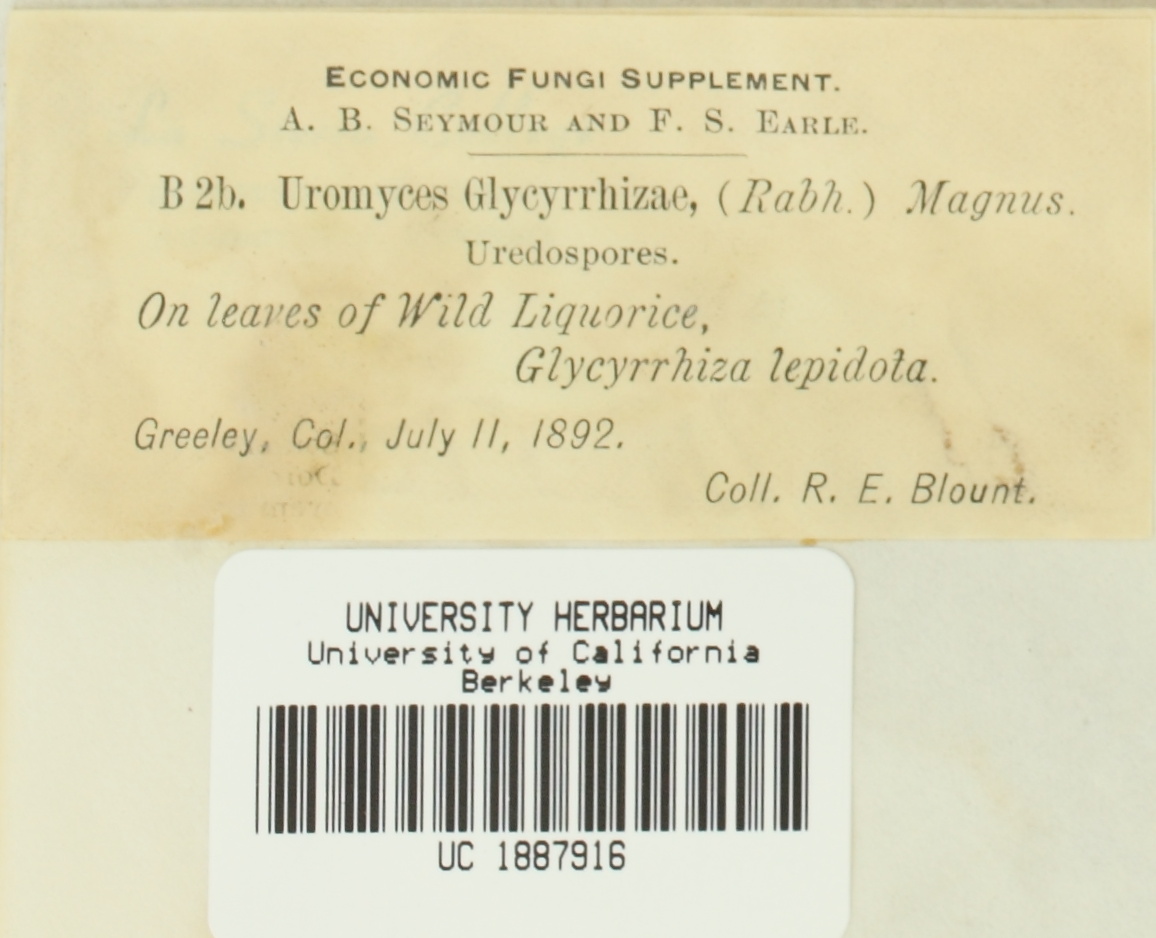 ECONOMIC FUNGI SUPPLEMENT.
A. B. SEYMOUR AND F. S. EARLE.
B 2b. Uromyces Glycyrrhizae, (Rabh.) Magnus.
Uredospores.
On leaves of Wild Liquorice,
Glycyrrhiza lepidota.
Greeley, Col., July 11, 1892.
Coll. R. E. Blount.
UNIVERSITY HERBARIUM
University of California
Berkeley
UC 1887916